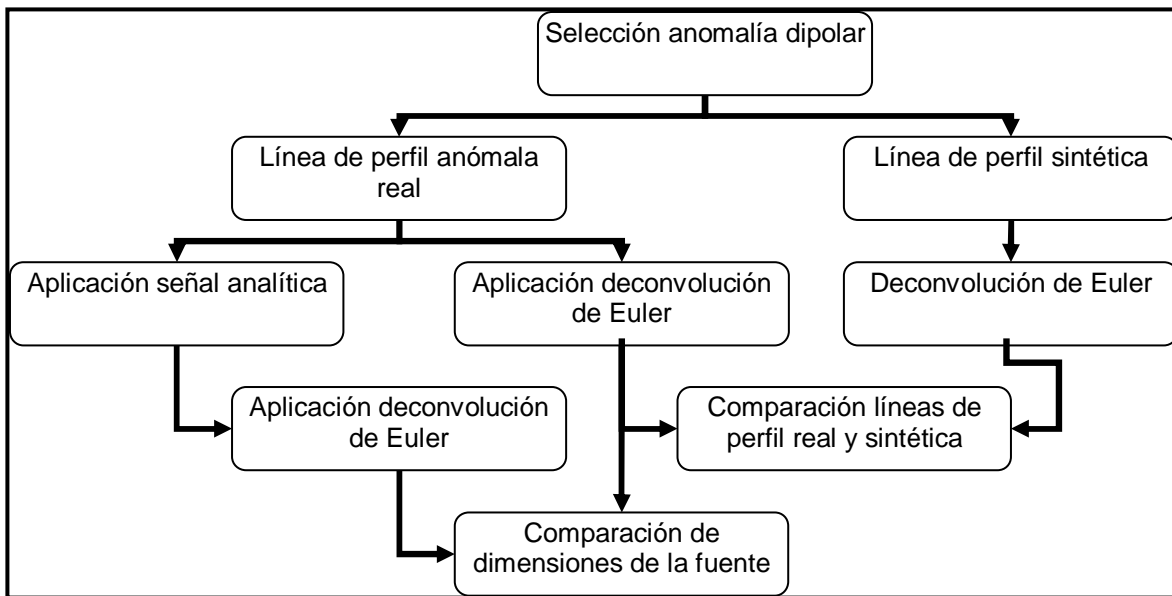 Selección anomalía dipolar
Línea de perfil anómala
real
Línea de perfil sintética
Aplicación señal analítica
Aplicación deconvolución
de Euler
Deconvolución de Euler
Aplicación deconvolución
de Euler
Comparación líneas de
perfil real y sintética
Comparación de
dimensiones de la fuente